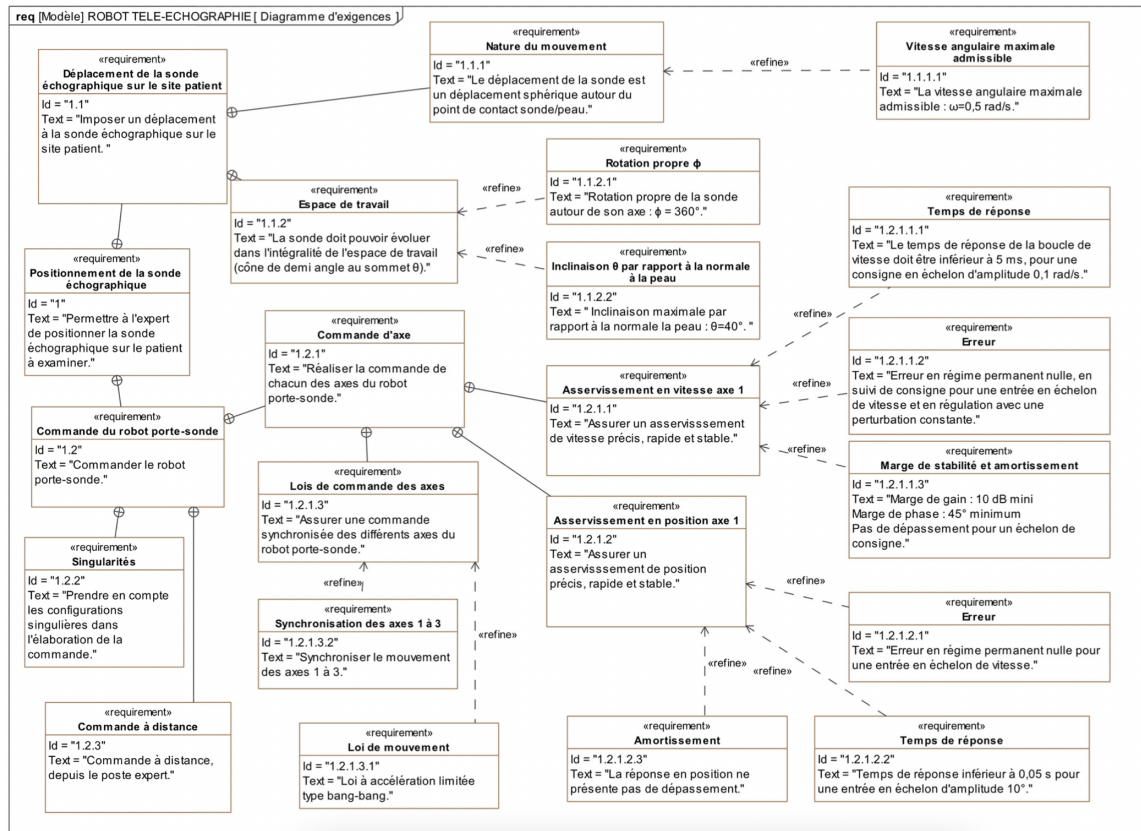 req [Modèle] ROBOT TELE-ECHOGRAPHIE [ Diagramme d'exigences ]
«requirement»
Déplacement de la sonde
échographique sur le site patient
Id = "1.1"
Text = "Imposer un déplacement
à la sonde échographique sur le
site patient. "
«requirement»
Nature du mouvement
Id = "1.1.1"
Text = "Le déplacement de la sonde est
un déplacement sphérique autour du
point de contact sonde/peau."
«refine»
«requirement»
Vitesse angulaire maximale
admissible
Id = "1.1.1.1"
Text = "La vitesse angulaire maximale
admissible : ω=0,5 rad/s."
«requirement»
Espace de travail
Id = "1.1.2"
Text = "La sonde doit pouvoir évoluer
dans l'intégralité de l'espace de travail
(cône de demi angle au sommet θ)."
«refine»
«requirement»
Rotation propre ϕ
Id = "1.1.2.1"
Text = "Rotation propre de la sonde
autour de son axe : ϕ = 360°."
«refine»
«requirement»
Inclinaison θ par rapport à la normale
à la peau
Id = "1.1.2.2"
Text = " Inclinaison maximale par
rapport à la normale la peau : θ=40°. "
«requirement»
Temps de réponse
Id = "1.2.1.1.1"
Text = "Le temps de réponse de la boucle de
vitesse doit être inférieur à 5 ms, pour une
consigne en échelon d'amplitude 0,1 rad/s."
«refine»
«requirement»
Positionnement de la sonde
échographique
Id = "1"
Text = "Permettre à l'expert
de positionner la sonde
échographique sur le patient
à examiner."
«requirement»
Commande d'axe
Id = "1.2.1"
Text = "Réaliser la commande de
chacun des axes du robot
porte-sonde."
«requirement»
Asservissement en vitesse axe 1
Id = "1.2.1.1"
Text = "Assurer un asservisssement
de vitesse précis, rapide et stable."
«refine»
«requirement»
Erreur
Id = "1.2.1.1.2"
Text = "Erreur en régime permanent nulle, en
suivi de consigne pour une entrée en échelon
de vitesse et en régulation avec une
perturbation constante."
«refine»
«requirement»
Marge de stabilité et amortissement
Id = "1.2.1.1.3"
Text = "Marge de gain : 10 dB mini
Marge de phase : 45° minimum
Pas de dépassement pour un échelon de
consigne."
«requirement»
Commande du robot porte-sonde
Id = "1.2"
Text = "Commander le robot
porte-sonde."
«requirement»
Lois de commande des axes
Id = "1.2.1.3"
Text = "Assurer une commande
synchronisée des différents axes du
robot porte-sonde."
«requirement»
Asservissement en position axe 1
Id = "1.2.1.2"
Text = "Assurer un
asservisssement de position
précis, rapide et stable."
«requirement»
Singularités
Id = "1.2.2"
Text = "Prendre en compte
les configurations
singulières dans
l'élaboration de la
commande."
«refine»
«requirement»
Synchronisation des axes 1 à 3
Id = "1.2.1.3.2"
Text = "Synchroniser le mouvement
des axes 1 à 3."
«refine»
«refine»
«requirement»
Erreur
Id = "1.2.1.2.1"
Text = "Erreur en régime permanent nulle pour
une entrée en échelon de vitesse."
«refine»
«refine»
«requirement»
Commande à distance
Id = "1.2.3"
Text = "Commande à distance,
depuis le poste expert."
«requirement»
Loi de mouvement
Id = "1.2.1.3.1"
Text = "Loi à accélération limitée
type bang-bang."
«requirement»
Amortissement
Id = "1.2.1.2.3"
Text = "La réponse en position ne
présente pas de dépassement."
«requirement»
Temps de réponse
Id = "1.2.1.2.2"
Text = "Temps de réponse inférieur à 0,05 s pour
une entrée en échelon d'amplitude 10°."